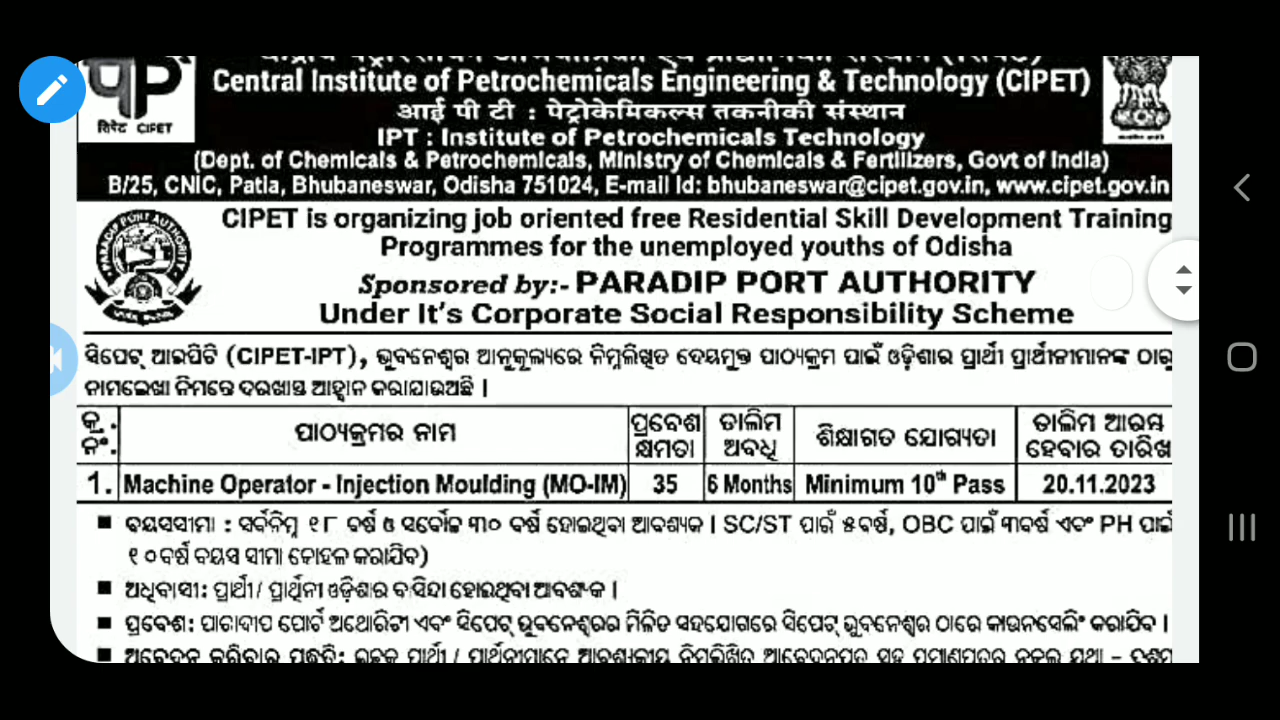 Central Institute of Petrochemicals Engineering & Technology (CIPET)
सिपेट CIPET
आई पी टी : पेट्रोकेमिकल्स तकनीकी संस्थान
IPT : Institute of Petrochemicals Technology
(Dept. of Chemicals & Petrochemicals, Ministry of Chemicals & Fertilizers, Govt of India)
B/25, CNIC, Patia, Bhubaneswar, Odisha 751024, E-mail Id: bhubaneswar@cipet.gov.in, www.cipet.gov.in
PARADIP PORT AUTHORITY
CIPET is organizing job oriented free Residential Skill Development Training
Programmes for the unemployed youths of Odisha
Sponsored by:- PARADIP PORT AUTHORITY
Under It's Corporate Social Responsibility Scheme
ସିପେଟ୍ ଆଇପିଟି (CIPET-IPT), ଭୁବନେଶ୍ୱର ଆନୁକୂଲ୍ୟରେ ନିମ୍ନଲିଖିତ ଦେୟମୁକ୍ତ ପାଠ୍ୟକ୍ରମ ପାଇଁ ଓଡ଼ିଶାର ପ୍ରାର୍ଥୀ ପ୍ରାର୍ଥୀନୀମାନଙ୍କ ଠାରୁ
ନାମଲେଖା ନିମନ୍ତେ ଦରଖାସ୍ତ ଆହ୍ୱାନ କରାଯାଉଅଛି ।
କ୍ର. ନଂ. ପାଠ୍ୟକ୍ରମର ନାମ ପ୍ରବେଶ କ୍ଷମତା ତାଲିମ ଅବଧି ଶିକ୍ଷାଗତ ଯୋଗ୍ୟତା ତାଲିମ ଆରମ୍ଭ ହେବାର ତାରିଖ
1. Machine Operator - Injection Moulding (MO-IM) 35 6 Months Minimum 10th Pass 20.11.2023
■ ବୟସସୀମା : ସର୍ବନିମ୍ନ ୧୮ ବର୍ଷ ଓ ସର୍ବୋଚ୍ଚ ୩୦ ବର୍ଷ ହୋଇଥିବା ଆବଶ୍ୟକ । SC/ST ପାଇଁ ୫ବର୍ଷ, OBC ପାଇଁ ୩ବର୍ଷ ଏବଂ PH ପାଇଁ
୧୦ବର୍ଷ ବୟସ ସୀମା କୋହଳ କରାଯିବ)
■ ଅଧିବାସୀ: ପ୍ରାର୍ଥୀ/ ପ୍ରାର୍ଥିନୀ ଓଡ଼ିଶାର ବାସିନ୍ଦା ହୋଇଥିବା ଆବଶ୍ୟକ ।
■ ପ୍ରବେଶ: ପାରାଦୀପ ପୋର୍ଟ ଅଥୋରିଟୀ ଏବଂ ସିପେଟ୍ ଭୁବନେଶ୍ୱରର ମିଳିତ ସହଯୋଗରେ ସିପେଟ୍ ଭୁବନେଶ୍ୱର ଠାରେ କାଉନସେଲିଂ କରାଯିବ ।